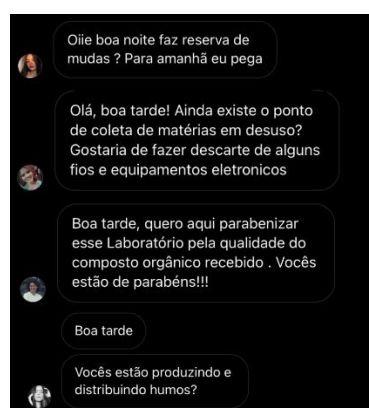 Oiie boa noite faz reserva de
mudas ? Para amanhã eu pega
Olá, boa tarde! Ainda existe o ponto
de coleta de matérias em desuso?
Gostaria de fazer descarte de alguns
fios e equipamentos eletronicos
Boa tarde, quero aqui parabenizar
esse Laboratório pela qualidade do
composto orgânico recebido . Vocês
estão de parabéns!!!
Boa tarde
Vocês estão produzindo e
distribuindo humos?